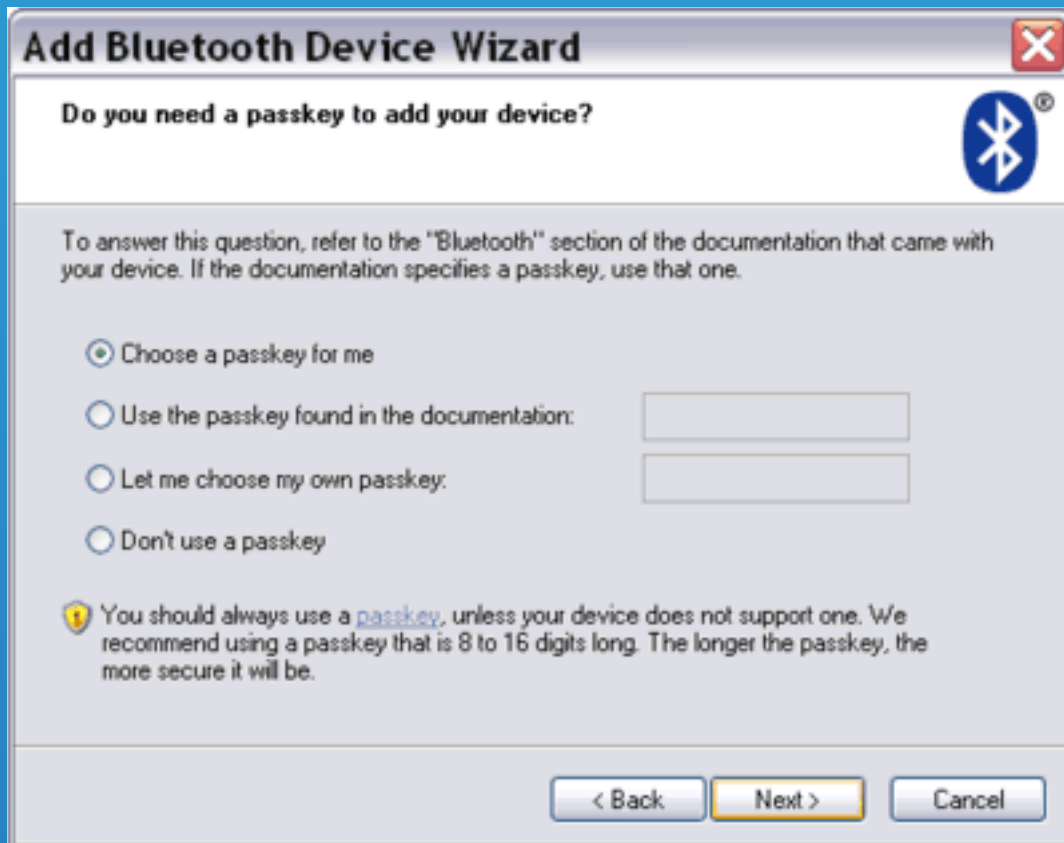 Add Bluetooth Device Wizard
Do you need a passkey to add your device?
®
To answer this question, refer to the "Bluetooth" section of the documentation that came with
your device. If the documentation specifies a passkey, use that one.
Choose a passkey for me
Use the passkey found in the documentation:
Let me choose my own passkey:
Don't use a passkey
You should always use a passkey, unless your device does not support one. We
recommend using a passkey that is 8 to 16 digits long. The longer the passkey, the
more secure it will be.
< Back Next > Cancel